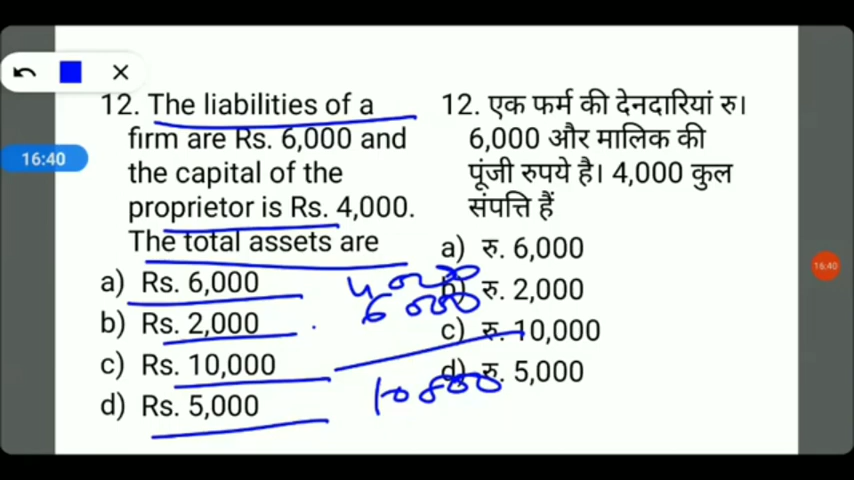 16:40
12. The liabilities of a
firm are Rs. 6,000 and
the capital of the
proprietor is Rs. 4,000.
The total assets are
a) Rs. 6,000
b) Rs. 2,000
c) Rs. 10,000
d) Rs. 5,000
4000
6000
10000
12. एक फर्म की देनदारियां रु।
6,000 और मालिक की
पूंजी रुपये है। 4,000 कुल
संपत्ति हैं
a) रु. 6,000
b) रु. 2,000
c) रु. 10,000
d) रु. 5,000
16:40